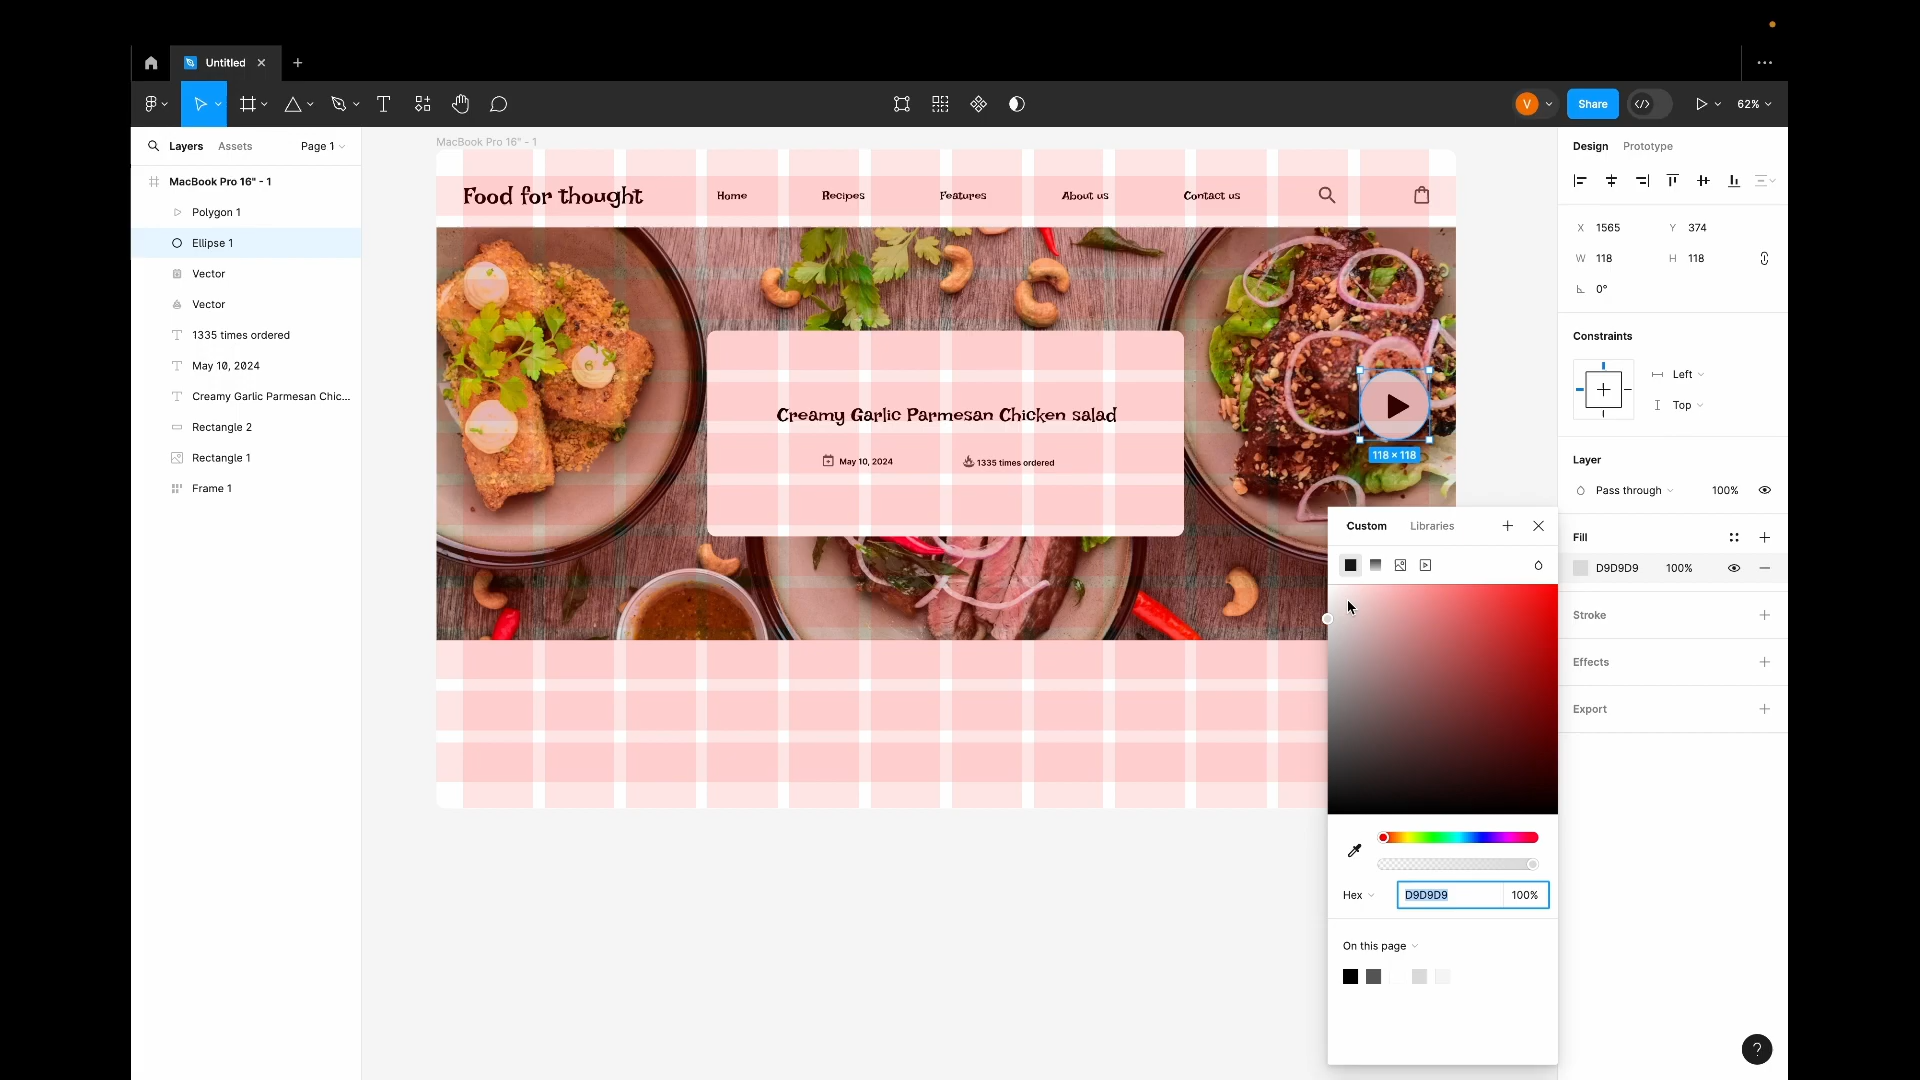 Untitled
Share
62%
V
Layers
Assets
Page 1
Design
Prototype
MacBook Pro 16" - 1
MacBook Pro 16" - 1
Polygon 1
Ellipse 1
Vector
Vector
1335 times ordered
May 10, 2024
Creamy Garlic Parmesan Chic...
Rectangle 2
Rectangle 1
Frame 1
Food for thought
Home
Recipes
Features
About us
Contact us
Creamy Garlic Parmesan Chicken salad
May 10, 2024
1335 times ordered
118 × 118
X 1565
Y 374
W 118
H 118
0°
Constraints
Left
Top
Layer
Pass through
100%
Fill
D9D9D9
100%
Stroke
Effects
Export
Custom
Libraries
Hex
D9D9D9
100%
On this page
?